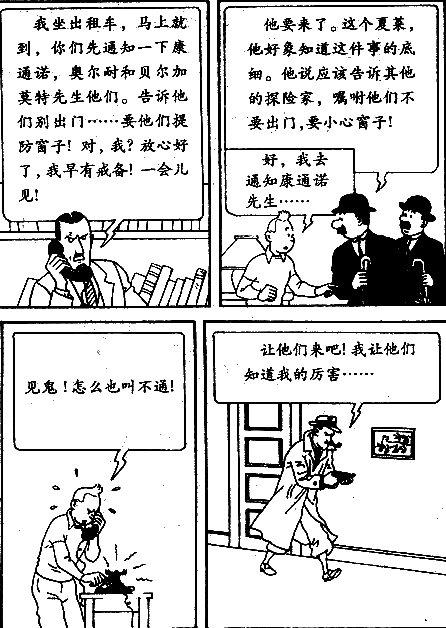 我坐出租车，马上就
到，你们先通知一下康
通诺，奥尔耐和贝尔加
莫特先生他们。告诉他
们别出门……要他们提
防窗子！对，我？放心好
了，我早有戒备！一会儿
见！
他要来了。这个夏莱，
他好象知道这件事的底
细。他说应该告诉其他
的探险家，嘱咐他们不
要出门，要小心窗子！
好，我去
通知康通诺
先生……
见鬼！怎么也叫不通！
让他们来吧！我让他们
知道我的厉害……